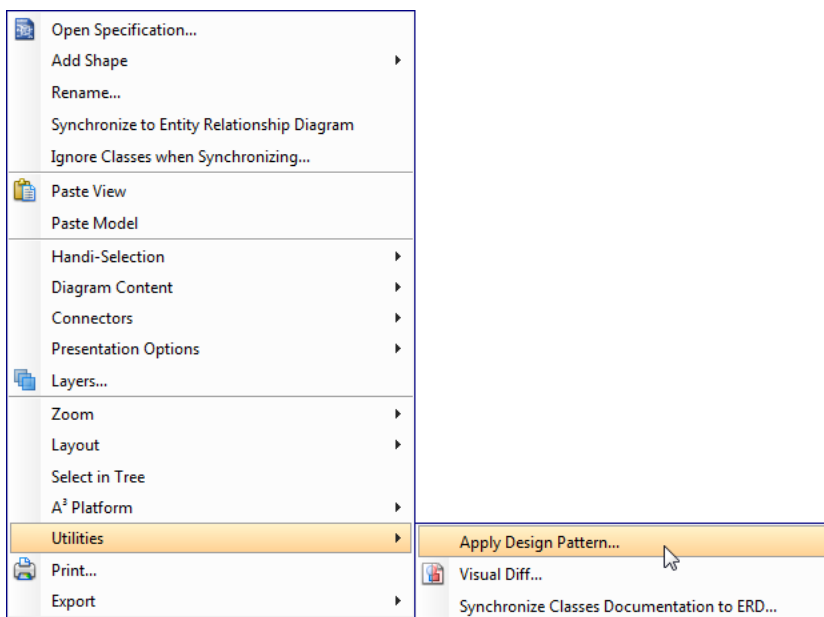 Open Specification...
Add Shape
Rename...
Synchronize to Entity Relationship Diagram
Ignore Classes when Synchronizing...
Paste View
Paste Model
Handi-Selection
Diagram Content
Connectors
Presentation Options
Layers...
Zoom
Layout
Select in Tree
A³ Platform
Utilities
Apply Design Pattern...
Print...
Visual Diff...
Export
Synchronize Classes Documentation to ERD...